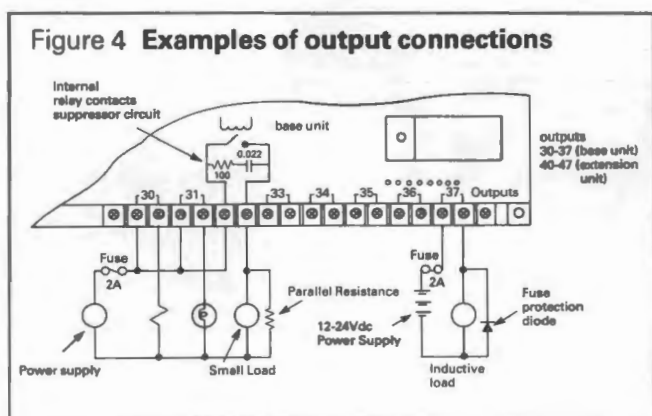 Figure 4 Examples of output connections
Internal
relay contacts
suppressor circuit
base unit
0.022
100
outputs
30-37 (base unit)
40-47 (extension
unit)
30
31
33
34
35
36
37
Outputs
Fuse
2A
Parallel Resistance
Fuse
2A
12-24Vdc
Power Supply
Fuse
protection
diode
Power supply
Small Load
Inductive
load